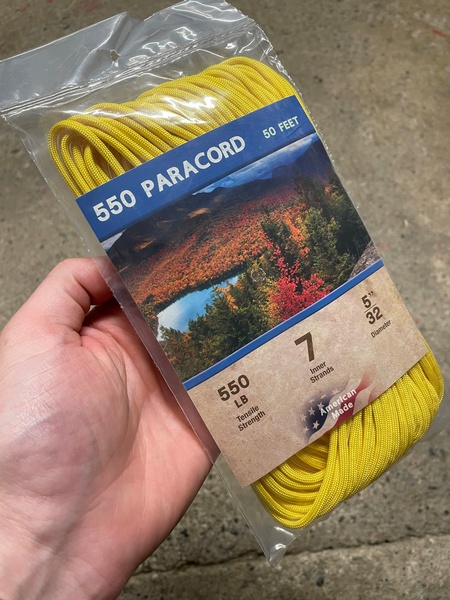 550 PARACORD
50 FEET
550
LB
Tensile
Strength
7
Inner
Strands
5"
32
Diameter
American
Made